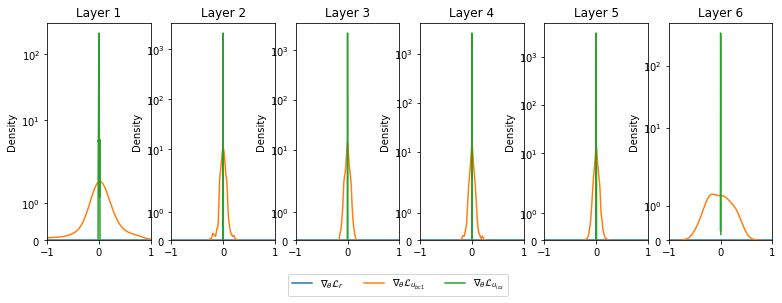 Layer 1 Layer 2 Layer 3 Layer 4 Layer 5 Layer 6
10² 10³ 10³ 10³ 10³ 10²
10² 10² 10² 10²
10¹ 10¹ 10¹ 10¹ 10¹ 10¹
10⁰ 10⁰ 10⁰ 10⁰ 10⁰ 10⁰
0 0 0 0 0 0
Density Density Density Density Density Density
−1 0 1 −1 0 1 −1 0 1 −1 0 1 −1 0 1 −1 0 1
∇θℒr ∇θℒu_bc1 ∇θℒu_ics